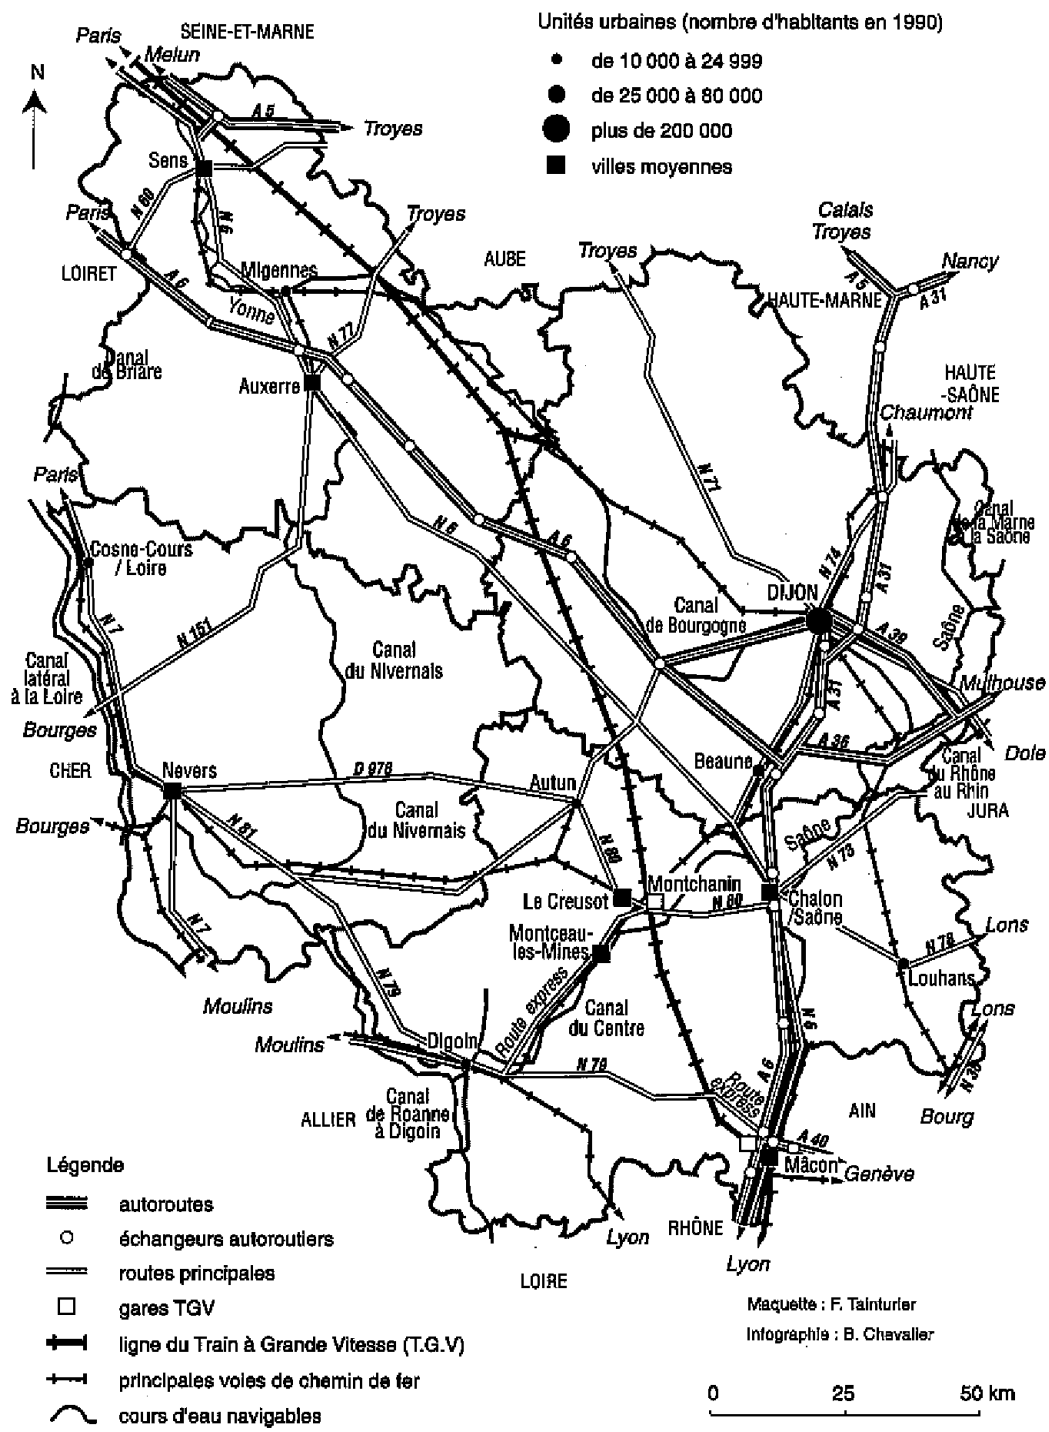 Unités urbaines (nombre d'habitants en 1990)
de 10 000 à 24 999
de 25 000 à 80 000
plus de 200 000
villes moyennes
N
Paris
SEINE-ET-MARNE
Melun
A 5
Troyes
Sens
N 60
N 6
Paris
Troyes
LOIRET
A 6
Migennes
Yonne
N 77
AUBE
Troyes
Calais
Troyes
A 5
Nancy
A 31
HAUTE-MARNE
Canal
de Briare
Auxerre
HAUTE
-SAÔNE
Chaumont
Paris
N 71
N 6
A 6
Canal
de la Marne
à la Saône
Cosne-Cours
/ Loire
N 7
N 151
N 74
A 31
DIJON
Canal
de Bourgogne
A 39
Saône
Canal
latéral
à la Loire
Canal
du Nivernais
Bourges
Mulhouse
A 31
A 36
Dole
CHER
Nevers
D 978
Autun
Beaune
Canal
du Rhône
au Rhin
JURA
Bourges
N 81
Canal
du Nivernais
N 80
Saône
N 73
Le Creusot
Montchanin
N 80
Chalon
/Saône
N 7
Montceau-
les-Mines
Lons
N 78
Louhans
Moulins
N 79
Route express
Canal
du Centre
N 6
Lons
Moulins
Digoin
N 79
A 6
Route
express
N 83
Canal
de Roanne
à Digoin
ALLIER
AIN
Bourg
A 40
Mâcon
Genève
Lyon
RHÔNE
Lyon
LOIRE
Légende
autoroutes
échangeurs autoroutiers
routes principales
gares TGV
ligne du Train à Grande Vitesse (T.G.V)
principales voies de chemin de fer
cours d'eau navigables
Maquette : F. Tainturier
Infographie : B. Chevalier
0 25 50 km